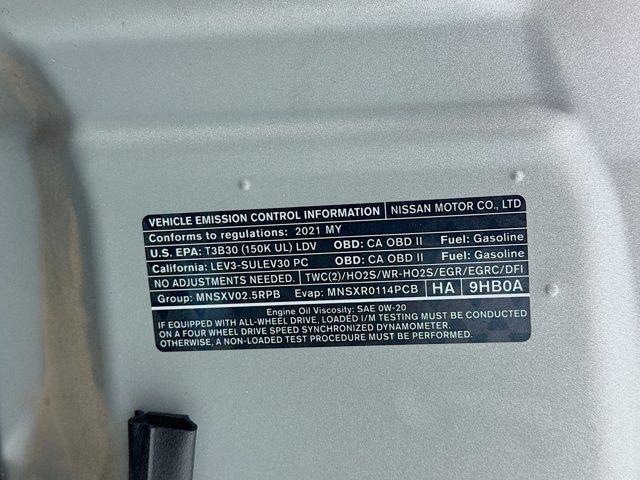 VEHICLE EMISSION CONTROL INFORMATION NISSAN MOTOR CO., LTD
Conforms to regulations: 2021 MY
U.S. EPA: T3B30 (150K UL) LDV OBD: CA OBD II Fuel: Gasoline
California: LEV3-SULEV30 PC OBD: CA OBD II Fuel: Gasoline
NO ADJUSTMENTS NEEDED. TWC(2)/HO2S/WR-HO2S/EGR/EGRC/DFI
Group: MNSXV02.5RPB Evap: MNSXR0114PCB HA 9HB0A
Engine Oil Viscosity: SAE 0W-20
IF EQUIPPED WITH ALL-WHEEL DRIVE, LOADED I/M TESTING MUST BE CONDUCTED
ON A FOUR WHEEL DRIVE SPEED SYNCHRONIZED DYNAMOMETER.
OTHERWISE, A NON-LOADED TEST PROCEDURE MUST BE PERFORMED.